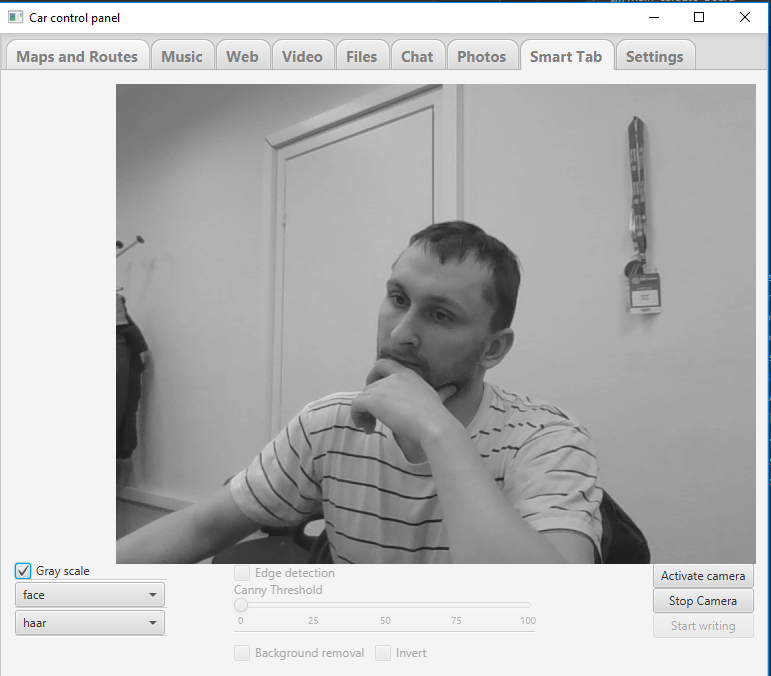 Car control panel
Maps and Routes Music Web Video Files Chat Photos Smart Tab Settings
Gray scale
face
haar
Edge detection
Canny Threshold
0 25 50 75 100
Background removal Invert
Activate camera
Stop Camera
Start writing